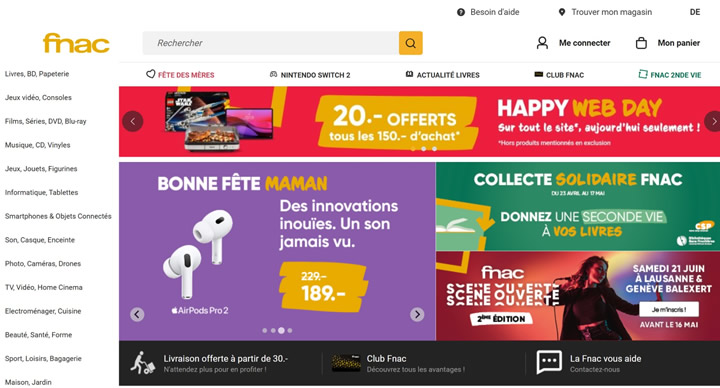 Besoin d'aide
Trouver mon magasin
DE
fnac
Rechercher
Me connecter
Mon panier
Livres, BD, Papeterie
Jeux vidéo, Consoles
Films, Séries, DVD, Blu-ray
Musique, CD, Vinyles
Jeux, Jouets, Figurines
Informatique, Tablettes
Smartphones & Objets Connectés
Son, Casque, Enceinte
Photo, Caméras, Drones
TV, Vidéo, Home Cinema
Electroménager, Cuisine
Beauté, Santé, Forme
Sport, Loisirs, Bagagerie
Maison, Jardin
FÊTE DES MÈRES
NINTENDO SWITCH 2
ACTUALITÉ LIVRES
CLUB FNAC
FNAC 2NDE VIE
20.- OFFERTS
tous les 150.- d'achat*
HAPPY WEB DAY
Sur tout le site*, aujourd'hui seulement !
*Hors produits mentionnés en exclusion
BONNE FÊTE MAMAN
Des innovations
inouïes. Un son
jamais vu.
229.-
189.-
AirPods Pro 2
COLLECTE SOLIDAIRE FNAC
DU 23 AVRIL AU 17 MAI
DONNEZ UNE SECONDE VIE
À VOS LIVRES
CSP
fnac
SCÈNE OUVERTE
SCÈNE OUVERTE
2ÈME ÉDITION
SAMEDI 21 JUIN
À LAUSANNE &
GENÈVE BALEXERT
Je m'inscris !
AVANT LE 16 MAI
Livraison offerte à partir de 30.-
N'attendez plus pour en profiter !
Club Fnac
Découvrez tous les avantages !
La Fnac vous aide
Contactez-nous